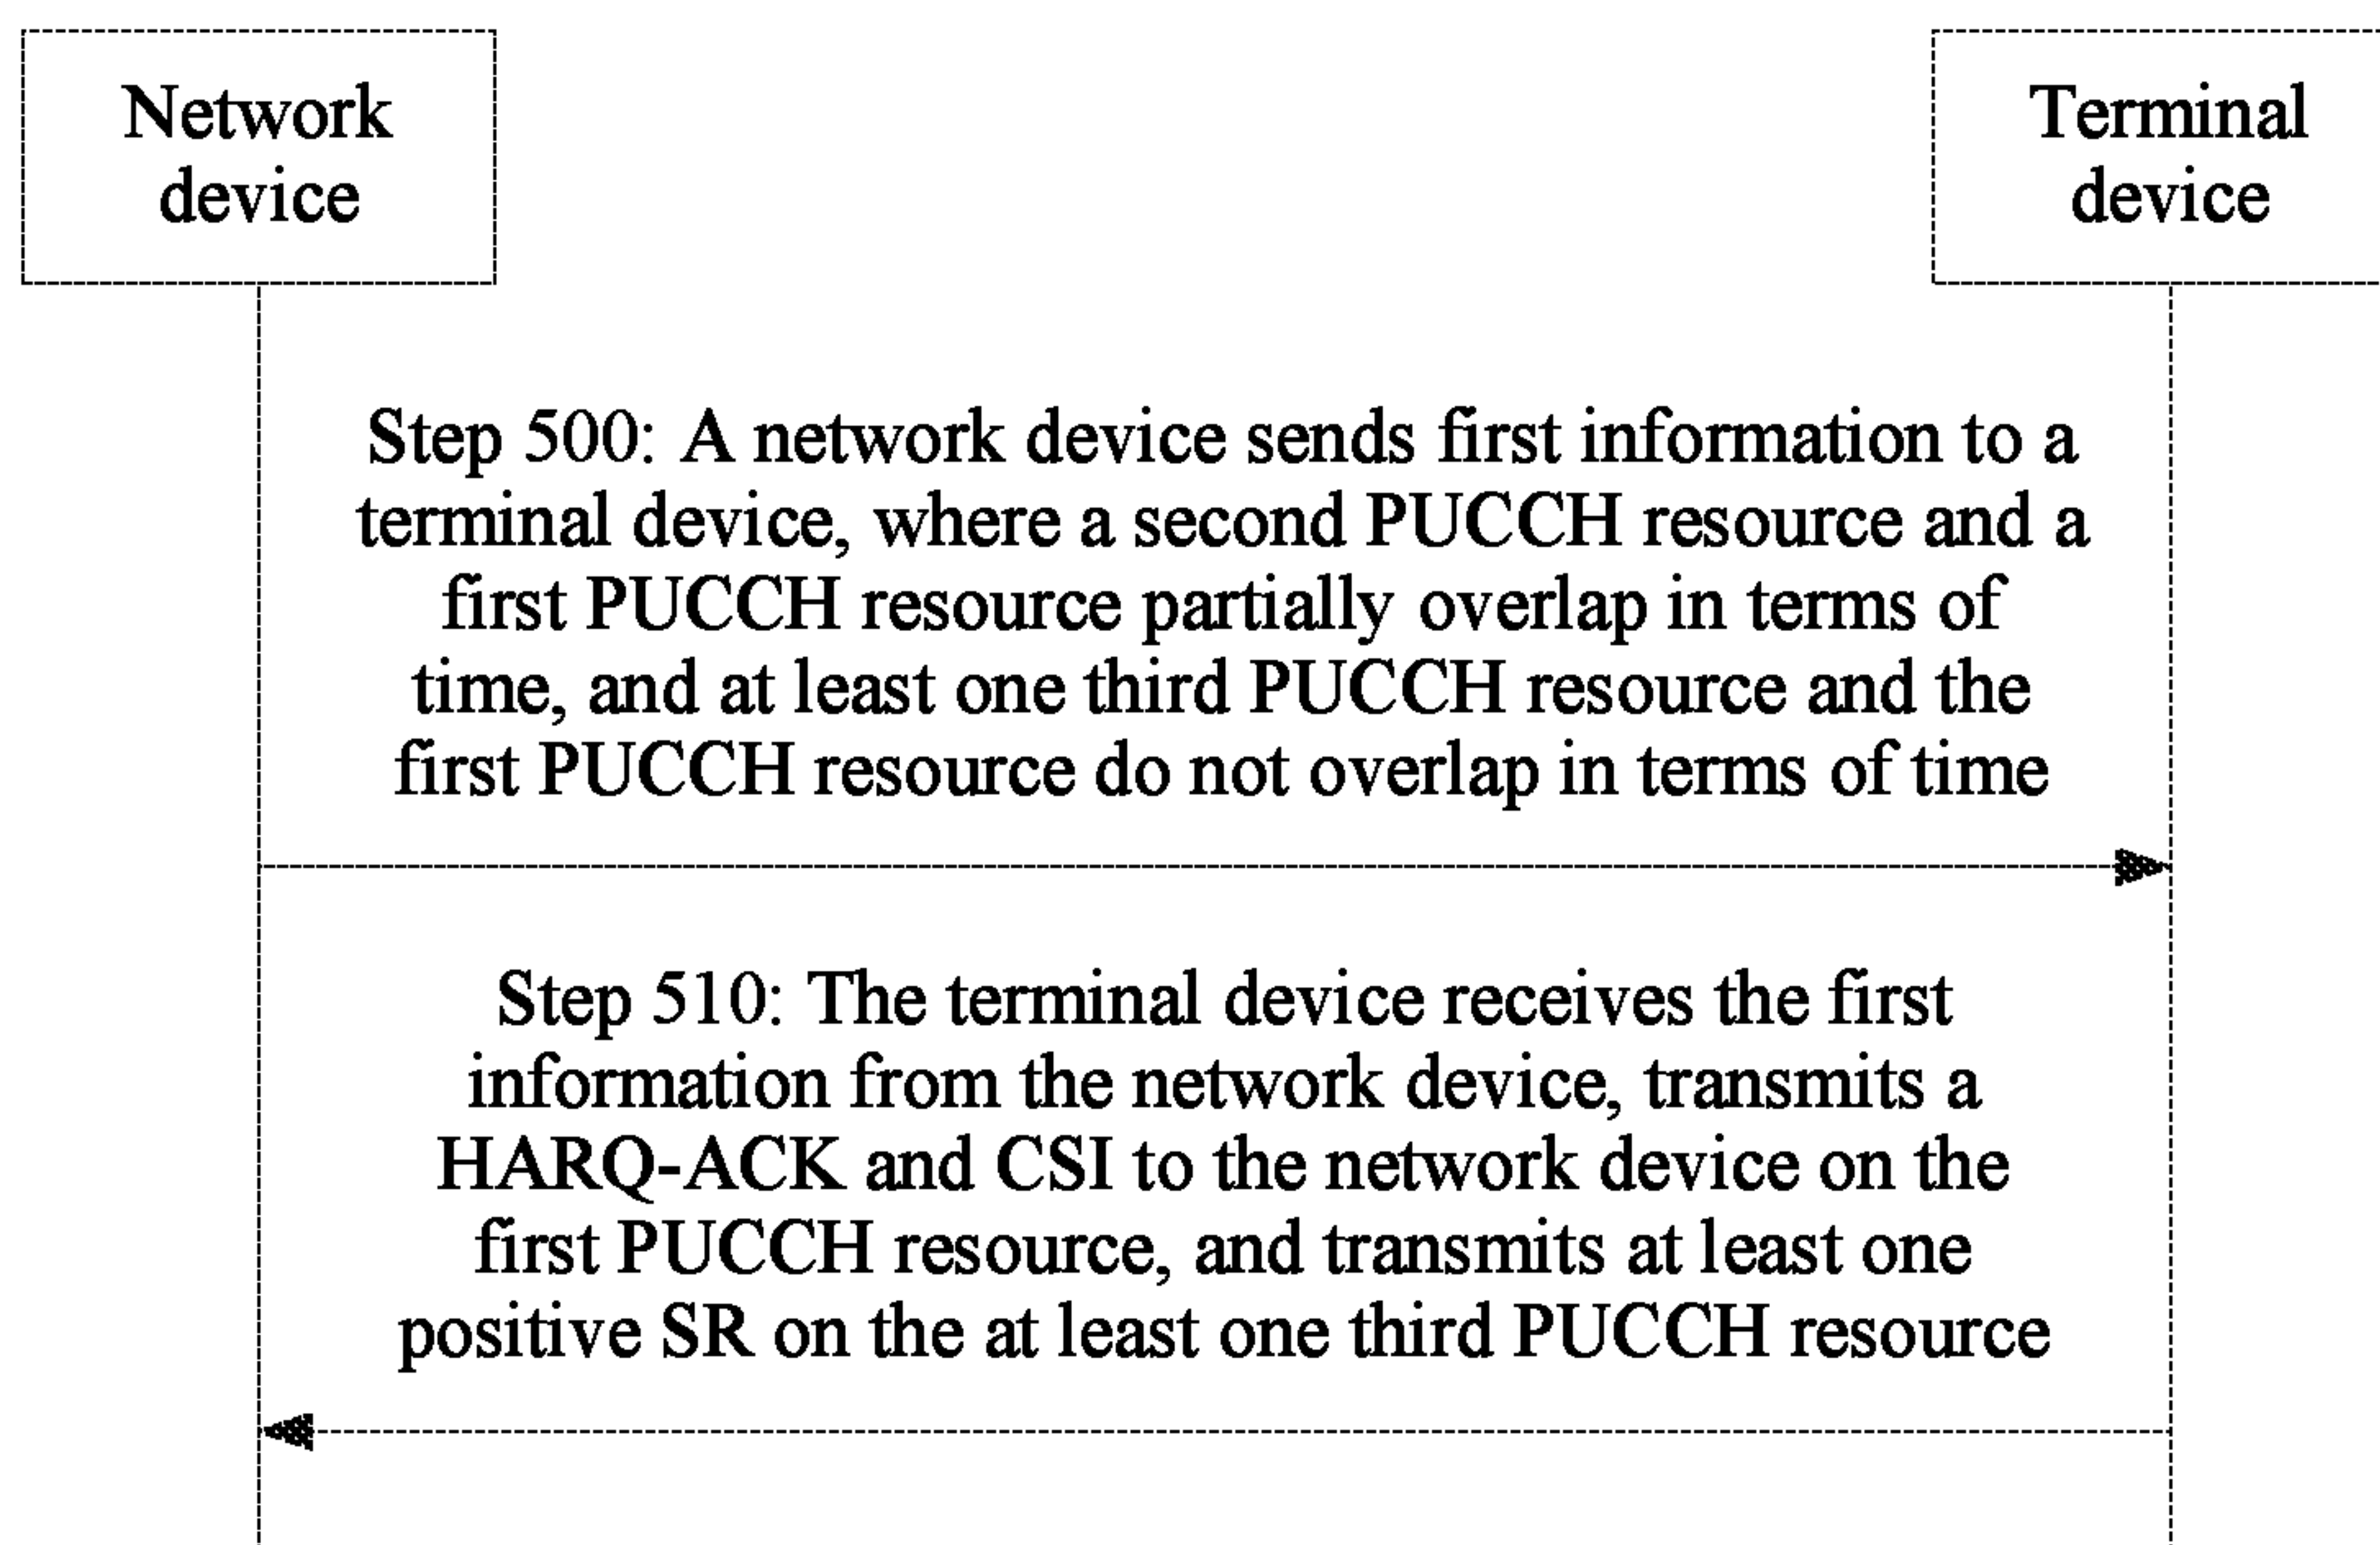 Network
device
Terminal
device
Step 500: A network device sends first information to a
terminal device, where a second PUCCH resource and a
first PUCCH resource partially overlap in terms of
time, and at least one third PUCCH resource and the
first PUCCH resource do not overlap in terms of time
Step 510: The terminal device receives the first
information from the network device, transmits a
HARQ-ACK and CSI to the network device on the
first PUCCH resource, and transmits at least one
positive SR on the at least one third PUCCH resource